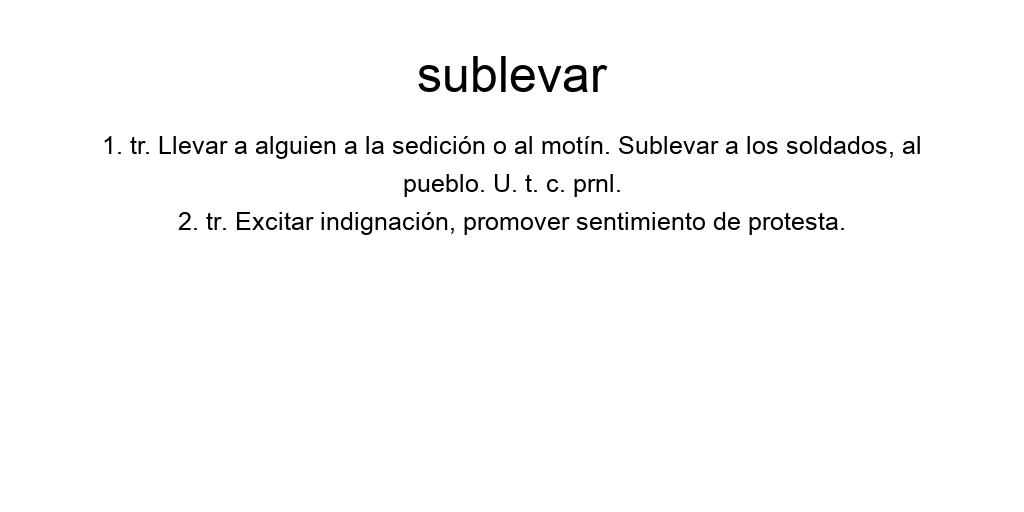 sublevar
1. tr. Llevar a alguien a la sedición o al motín. Sublevar a los soldados, al
pueblo. U. t. c. prnl.
2. tr. Excitar indignación, promover sentimiento de protesta.